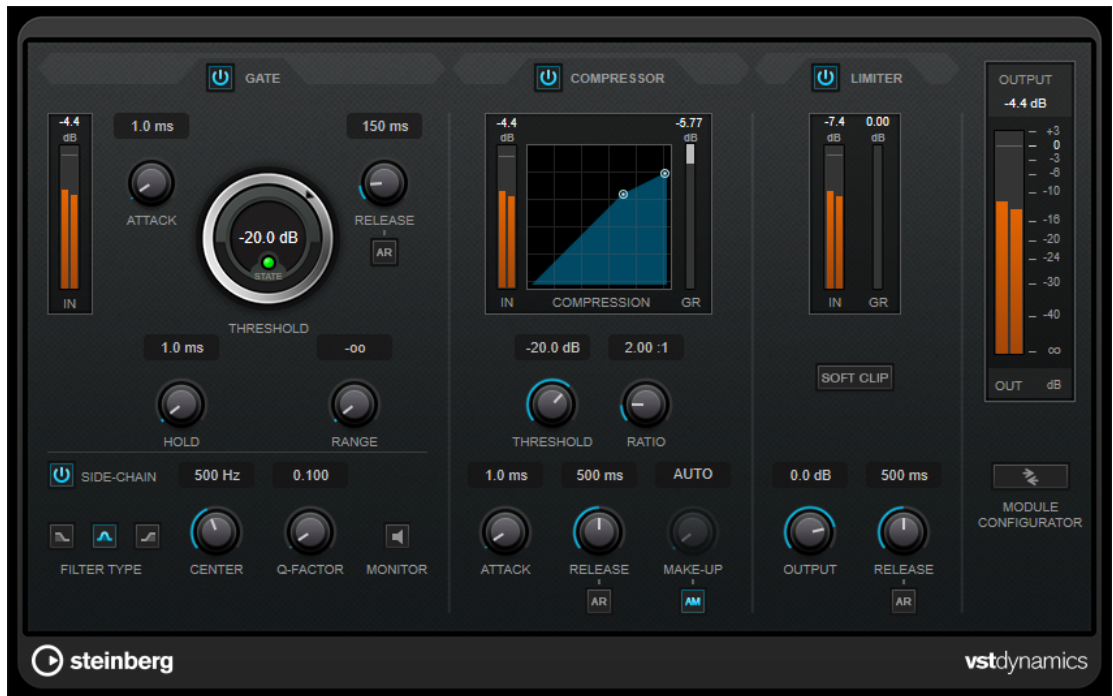 GATE
-4.4
dB
1.0 ms
150 ms
ATTACK
RELEASE
AR
-20.0 dB
STATE
IN
THRESHOLD
1.0 ms
-oo
HOLD
RANGE
SIDE-CHAIN
500 Hz
0.100
FILTER TYPE
CENTER
Q-FACTOR
MONITOR
COMPRESSOR
-4.4
dB
-5.77
dB
IN
COMPRESSION
GR
-20.0 dB
2.00 :1
THRESHOLD
RATIO
1.0 ms
500 ms
AUTO
ATTACK
RELEASE
MAKE-UP
AR
AM
LIMITER
-7.4
dB
0.00
dB
IN
GR
SOFT CLIP
0.0 dB
500 ms
OUTPUT
RELEASE
AR
OUTPUT
-4.4 dB
+3
0
-3
-6
-10
-16
-20
-24
-30
-40
∞
OUT dB
MODULE
CONFIGURATOR
steinberg
vstdynamics